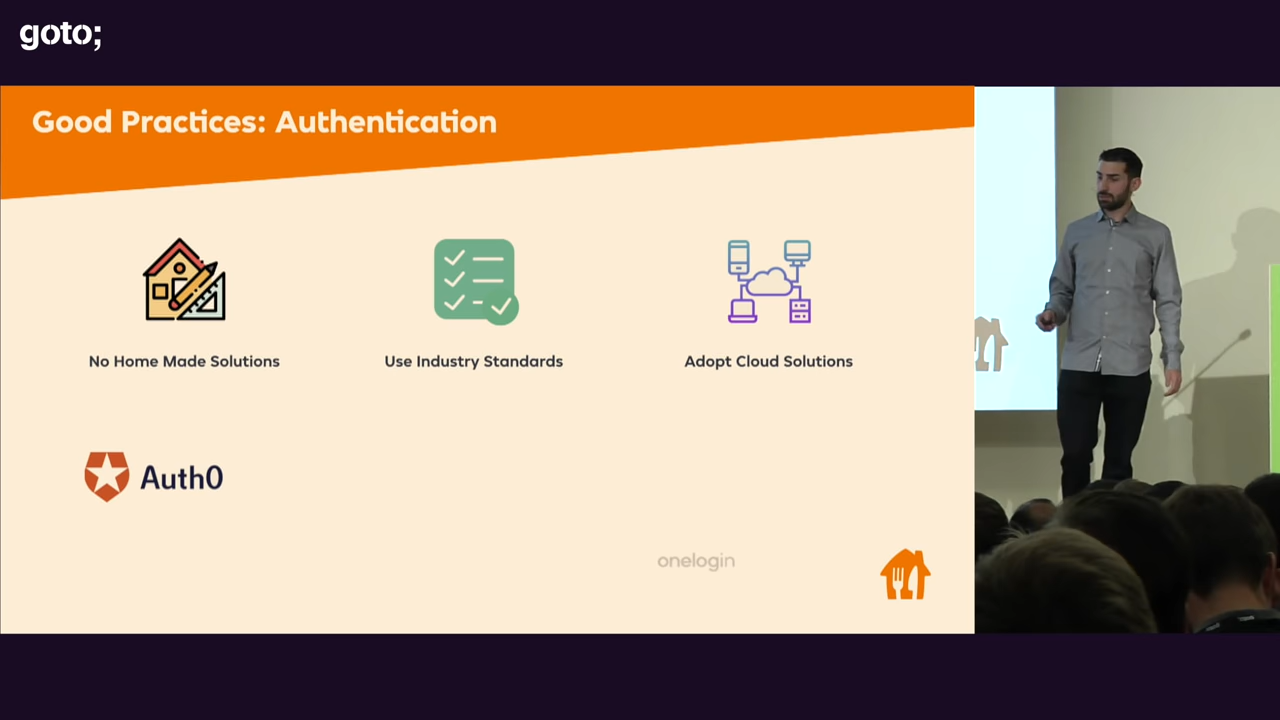 goto;
Good Practices: Authentication
No Home Made Solutions
Use Industry Standards
Adopt Cloud Solutions
Auth0
onelogin